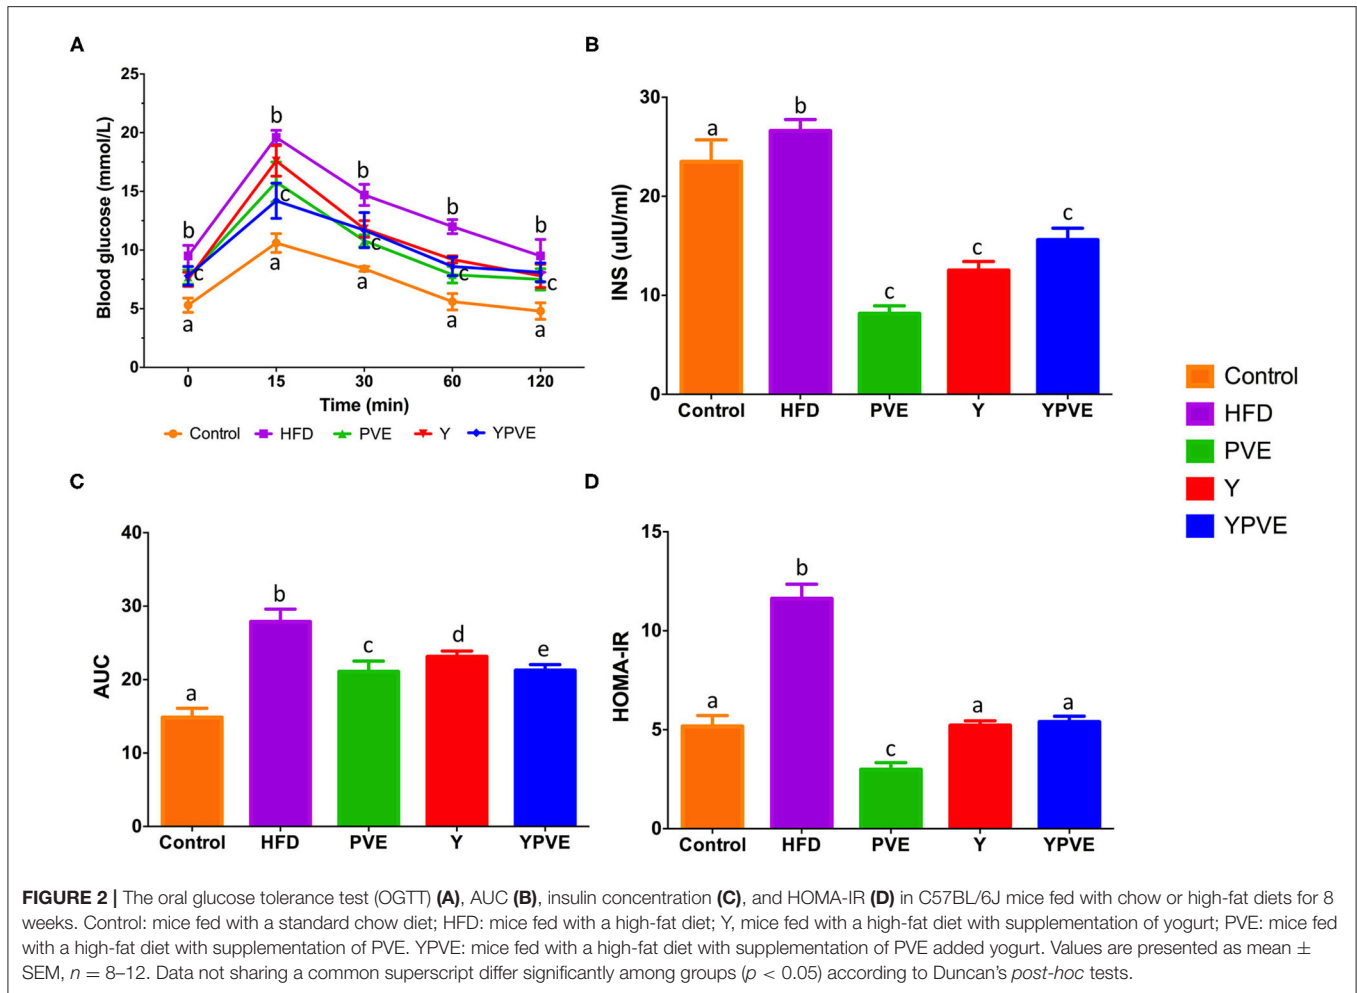 A
25
20
15
10
5
0
Blood glucose (mmol/L)
b
b
b
b
b
c
c
c
c
c
a
a
a
a
a
0 15 30 60 120
Time (min)
Control HFD PVE Y YPVE
B
30
20
10
0
INS (uIU/ml)
a b c c c
Control HFD PVE Y YPVE
Control
HFD
PVE
Y
YPVE
C
40
30
20
10
0
AUC
a b c d e
Control HFD PVE Y YPVE
D
15
10
5
0
HOMA-IR
a b c a a
Control HFD PVE Y YPVE
FIGURE 2 | The oral glucose tolerance test (OGTT) (A), AUC (B), insulin concentration (C), and HOMA-IR (D) in C57BL/6J mice fed with chow or high-fat diets for 8
weeks. Control: mice fed with a standard chow diet; HFD: mice fed with a high-fat diet; Y, mice fed with a high-fat diet with supplementation of yogurt; PVE: mice fed
with a high-fat diet with supplementation of PVE. YPVE: mice fed with a high-fat diet with supplementation of PVE added yogurt. Values are presented as mean ±
SEM, n = 8–12. Data not sharing a common superscript differ significantly among groups (p < 0.05) according to Duncan's post-hoc tests.